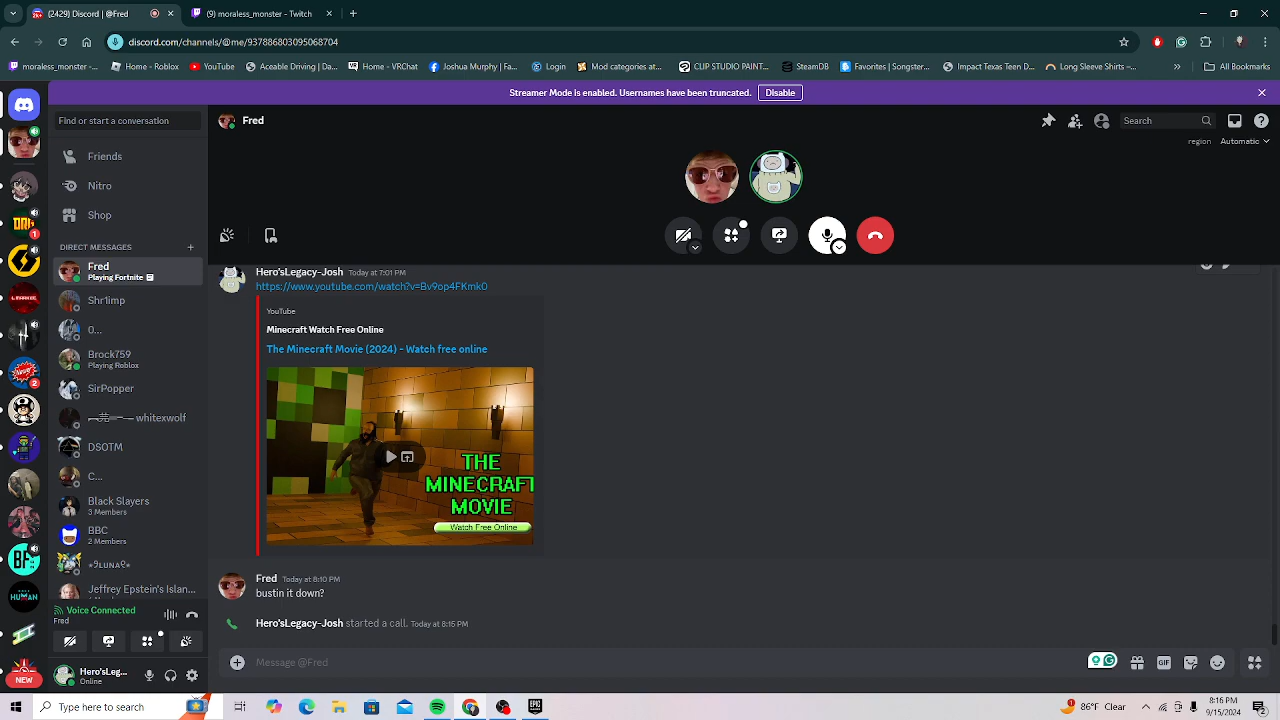 (2429) Discord | @Fred
(9) moraless_monster - Twitch
discord.com/channels/@me/937886803095068704
morales_monster -...
Home - Roblox
YouTube
Aceable Driving | Da...
Home - VRChat
Joshua Murphy | Fa...
Login
Mod categories at...
CLIP STUDIO PAINT...
SteamDB
Favorites | Songster...
Impact Texas Teen D...
Long Sleeve Shirts -...
All Bookmarks
Streamer Mode is enabled. Usernames have been truncated.
Disable
Find or start a conversation
Fred
Search
region
Automatic
Friends
Nitro
Shop
DIRECT MESSAGES
Fred
Playing Fortnite
Shr1imp
0...
Brock759
Playing Roblox
SirPopper
whitexwolf
DSOTM
C...
Black Slayers
3 Members
BBC
2 Members
Jeffrey Epstein's Islan...
Voice Connected
Fred
Hero's...
Online
1
2
NEW
Hero'sLegacy-Josh Today at 7:01 PM
https://www.youtube.com/watch?v=Bv9op4FKmk0
YouTube
Minecraft Watch Free Online
The Minecraft Movie (2024) - Watch free online
THE
MINECRAFT
MOVIE
Watch Free Online
Fred Today at 8:10 PM
bustin it down?
Hero'sLegacy-Josh started a call. Today at 8:15 PM
Message @Fred
Type here to search
86°F Clear
8:16 PM
9/15/2024